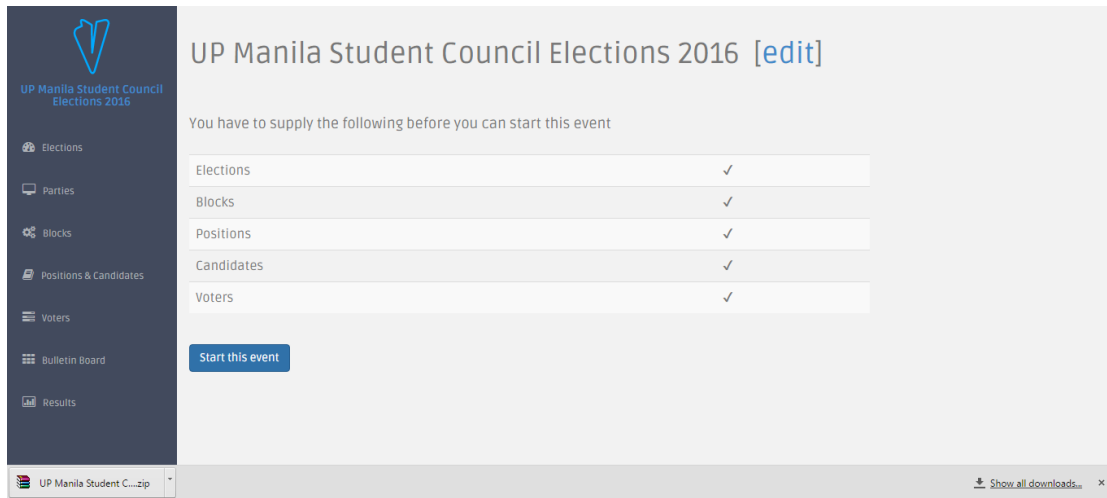 UP Manila Student Council
Elections 2016
Elections
Parties
Blocks
Positions & Candidates
Voters
Bulletin Board
Results
UP Manila Student Council Elections 2016 [edit]
You have to supply the following before you can start this event
Elections ✓
Blocks ✓
Positions ✓
Candidates ✓
Voters ✓
Start this event
UP Manila Student C....zip
Show all downloads...